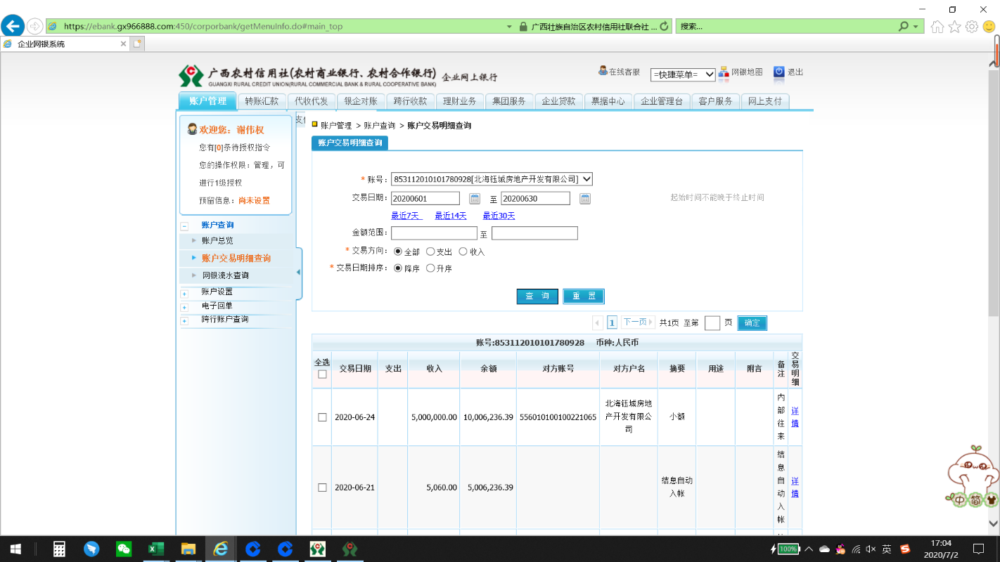 https://ebank.gx966888.com:450/corporbank/getMenuInfo.do#main_top
广西壮族自治区农村信用社联合社 ...
搜索...
企业网银系统
广西农村信用社(农村商业银行、农村合作银行) 企业网上银行
GUANGXI RURAL CREDIT UNION(RURAL COMMERCIAL BANK & RURAL COOPERATIVE BANK)
在线客服 =快捷菜单= 网银地图 退出
账户管理 转账汇款 代收代发 银企对账 跨行收款 理财业务 集团服务 企业贷款 票据中心 企业管理台 客户服务 网上支付
欢迎您：谢伟权
您有[0]条待授权指令
您的操作权限：管理，可
进行1级授权
预留信息：尚未设置
账户查询
账户总览
账户交易明细查询
网银流水查询
账户设置
电子回单
跨行账户查询
账户管理 > 账户查询 > 账户交易明细查询
账户交易明细查询
* 账号： 853112010101780928[北海钰城房地产开发有限公司]
交易日期： 20200601 至 20200630 起始时间不能晚于终止时间
最近7天 最近14天 最近30天
金额范围： 至
* 交易方向： 全部 支出 收入
* 交易日期排序： 降序 升序
查 询 重 置
1 下一页 共1页 至第 页 确定
账号:853112010101780928 币种:人民币
全选 交易日期 支出 收入 余额 对方账号 对方户名 摘要 用途 附言 备注 交易明细
2020-06-24 5,000,000.00 10,006,236.39 556010100100221065 北海钰城房地产开发有限公司 小额 内部往来 详情
2020-06-21 5,060.00 5,006,236.39 结息自动入帐 结息自动入帐 详情
中 简
100% 英
17:04
2020/7/2